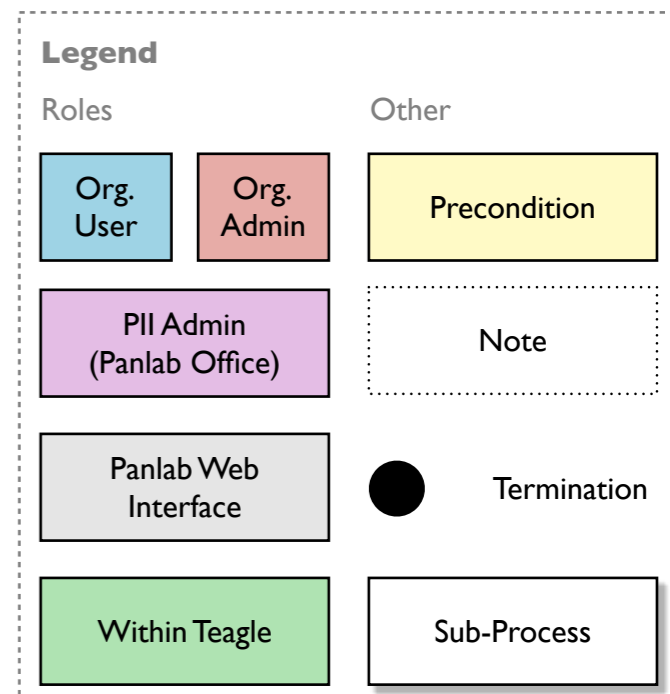 Legend
Roles
Other
Org.
User
Org.
Admin
Precondition
PII Admin
(Panlab Office)
Note
Panlab Web
Interface
Termination
Within Teagle
Sub-Process